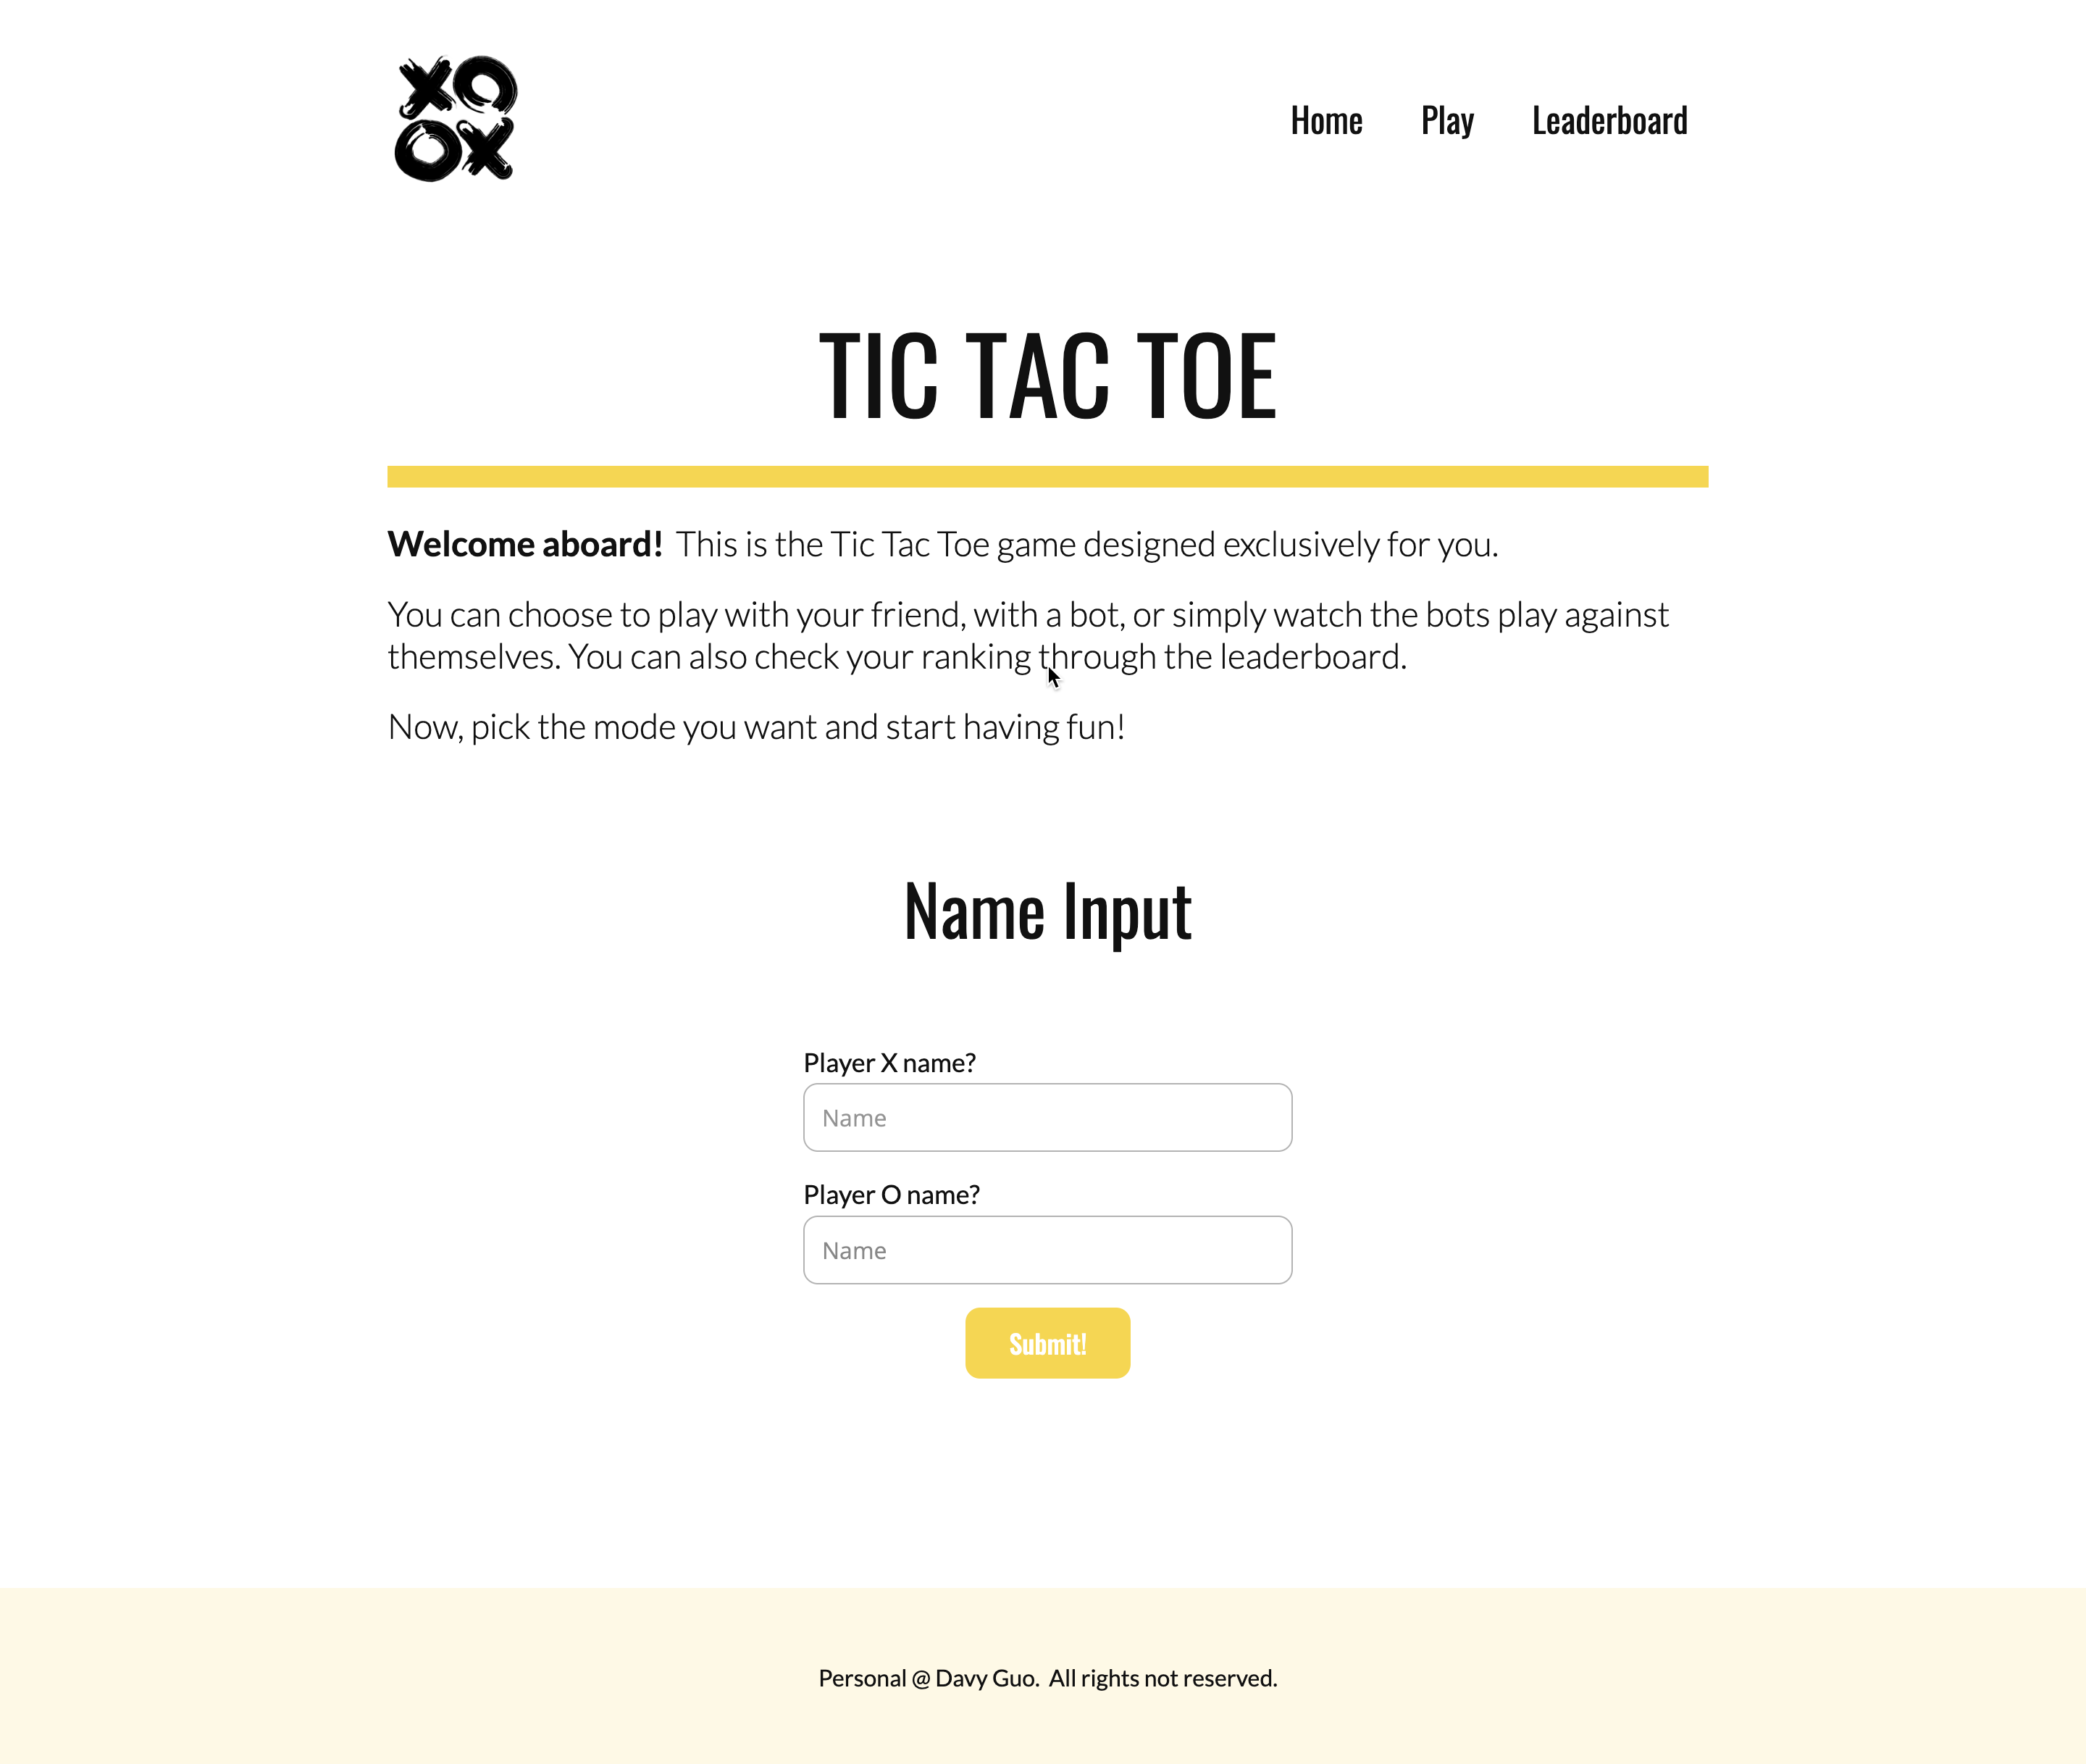 XO
OX
Home Play Leaderboard
TIC TAC TOE
Welcome aboard! This is the Tic Tac Toe game designed exclusively for you.
You can choose to play with your friend, with a bot, or simply watch the bots play against
themselves. You can also check your ranking through the leaderboard.
Now, pick the mode you want and start having fun!
Name Input
Player X name?
Name
Player O name?
Name
Submit!
Personal @ Davy Guo. All rights not reserved.